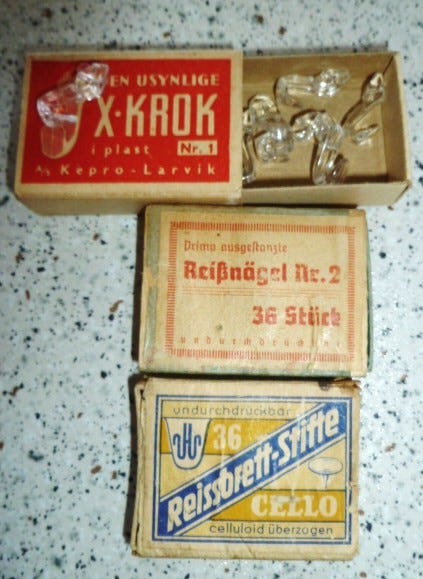 EN USYNLIGE
X-KROK
i plast Nr. 1
A/S Kepro-Larvik
Prima ausgestanzte
Reißnägel Nr. 2
36 Stück
undurchdrückbar
undurchdrückbar
36
Reissbrett-Stifte
CELLO
celluloid überzogen